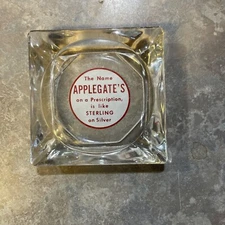 The Name
APPLEGATE'S
on a Prescription,
is like
STERLING
on Silver